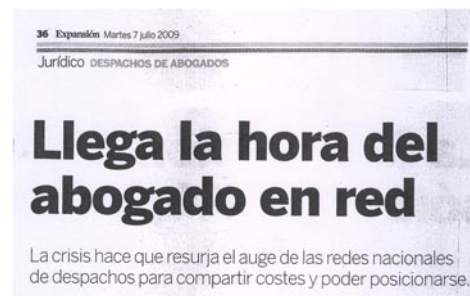 36 Expansión Martes 7 julio 2009
Jurídico DESPACHOS DE ABOGADOS
Llega la hora del
abogado en red
La crisis hace que resurja el auge de las redes nacionales
de despachos para compartir costes y poder posicionarse.